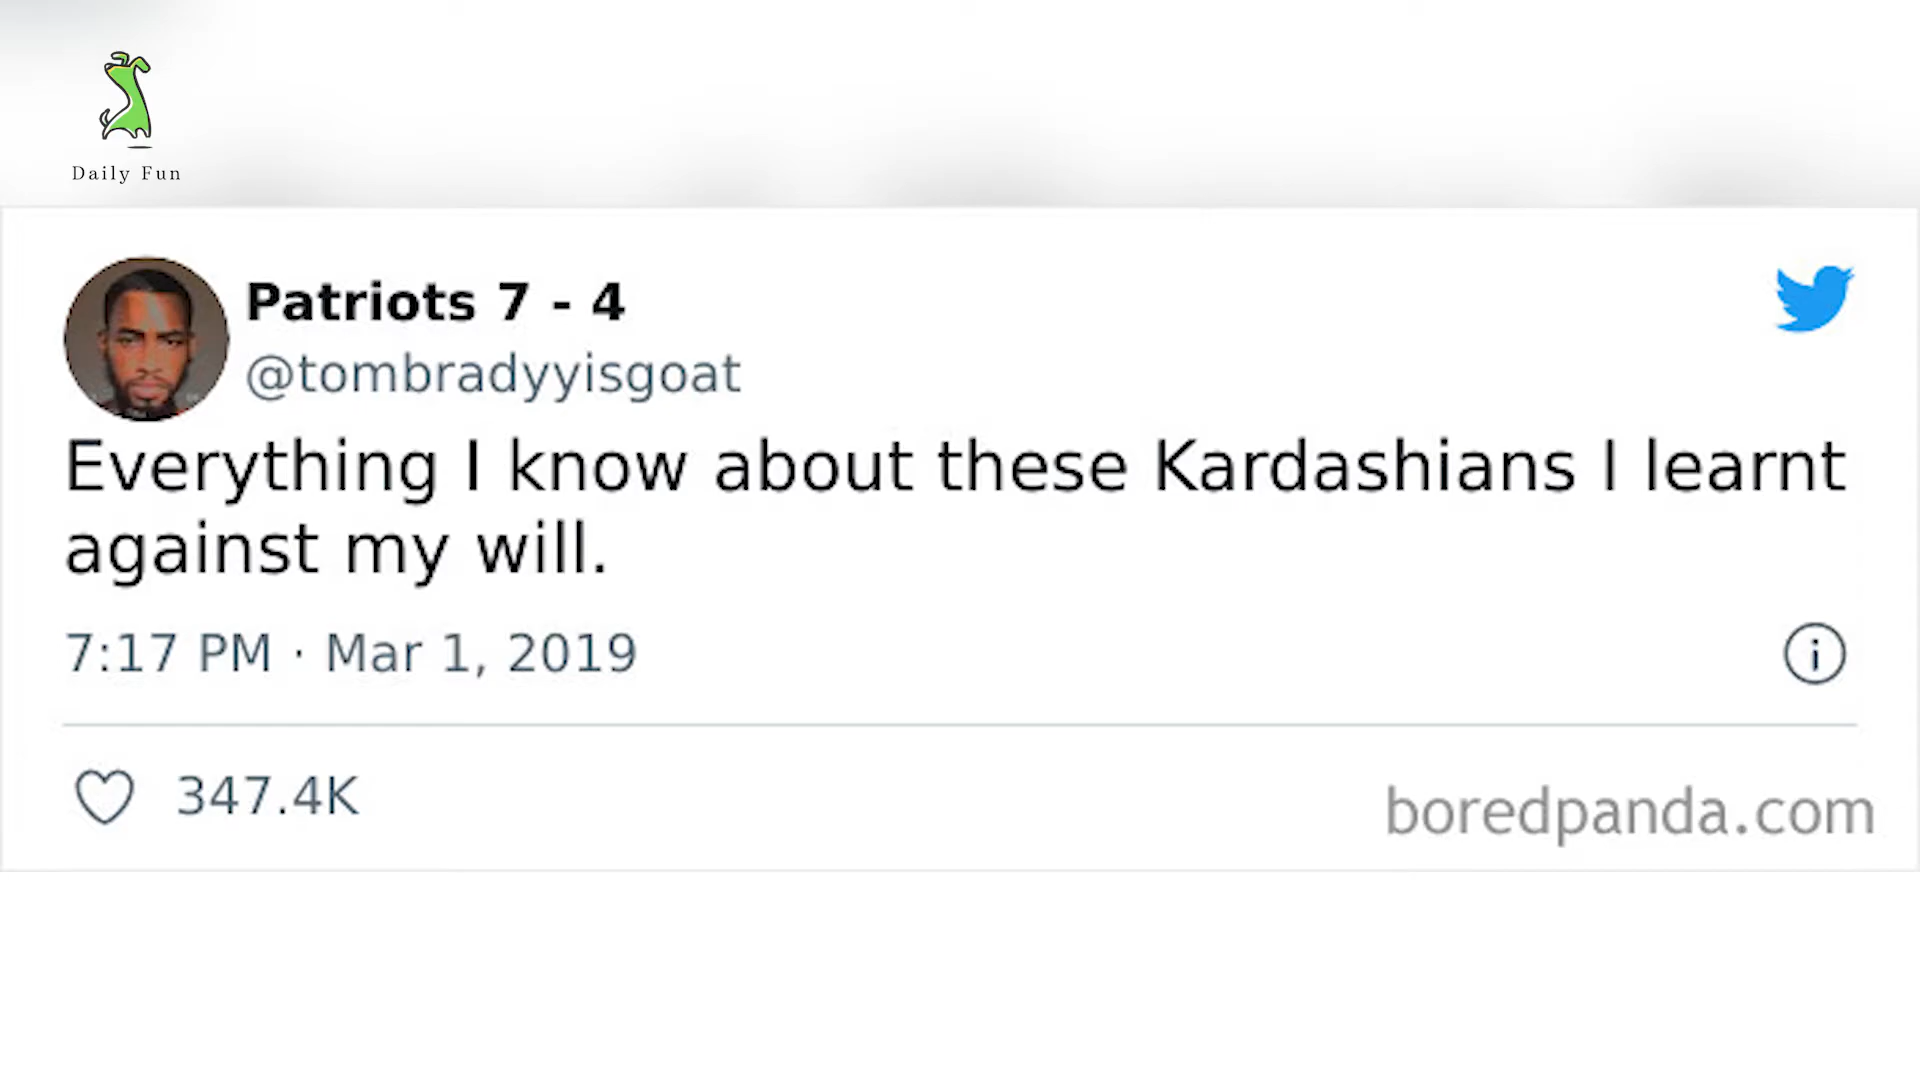 Daily Fun
Patriots 7 - 4
@tombradyyisgoat
Everything I know about these Kardashians I learnt
against my will.
7:17 PM · Mar 1, 2019
347.4K
boredpanda.com